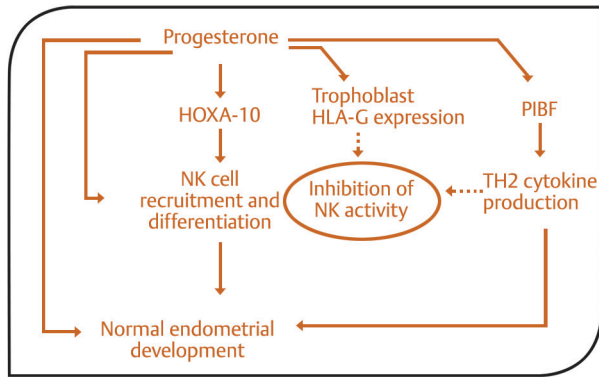 Progesterone
HOXA-10
Trophoblast
HLA-G expression
PIBF
NK cell
recruitment and
differentiation
Inhibition of
NK activity
TH2 cytokine
production
Normal endometrial
development